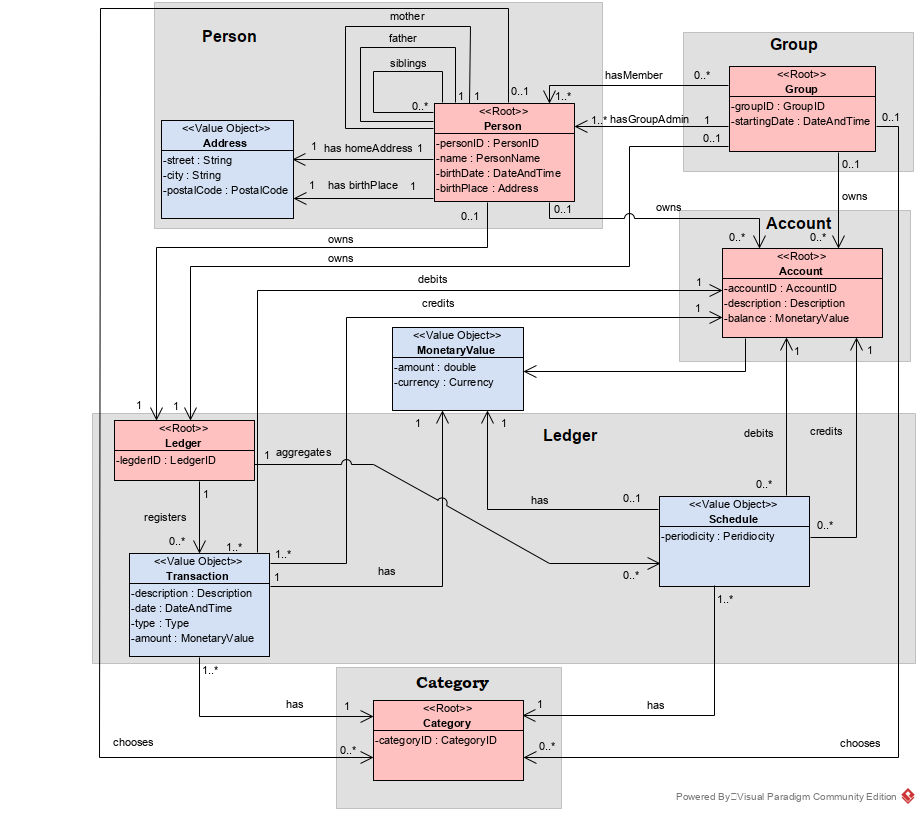 mother
father
siblings
Person
Group
hasMember
0..*
<<Root>>
Group
-groupID : GroupID
-startingDate : DateAndTime
0..*
1
1
0..1
1..*
<<Root>>
Person
-personID : PersonID
-name : PersonName
-birthDate : DateAndTime
-birthPlace : Address
1..*
hasGroupAdmin
1
0..1
0..1
<<Value Object>>
Address
-street : String
-city : String
-postalCode : PostalCode
1
has homeAddress
1
1
has birthPlace
1
0..1
0..1
0..1
owns
owns
Account
owns
owns
0..*
0..*
<<Root>>
Account
-accountID : AccountID
-description : Description
-balance : MonetaryValue
debits
1
credits
1
<<Value Object>>
MonetaryValue
-amount : double
-currency : Currency
1
1
1
1
1
1
Ledger
<<Root>>
Ledger
-legderID : LedgerID
1
aggregates
debits
credits
1
registers
0..*
1..*
1..*
has
0..1
0..*
<<Value Object>>
Schedule
-periodicity : Peridiocity
0..*
<<Value Object>>
Transaction
-description : Description
-date : DateAndTime
-type : Type
-amount : MonetaryValue
1
has
0..*
1..*
1..*
Category
has
1
<<Root>>
Category
-categoryID : CategoryID
1
has
chooses
0..*
0..*
chooses
Powered By Visual Paradigm Community Edition